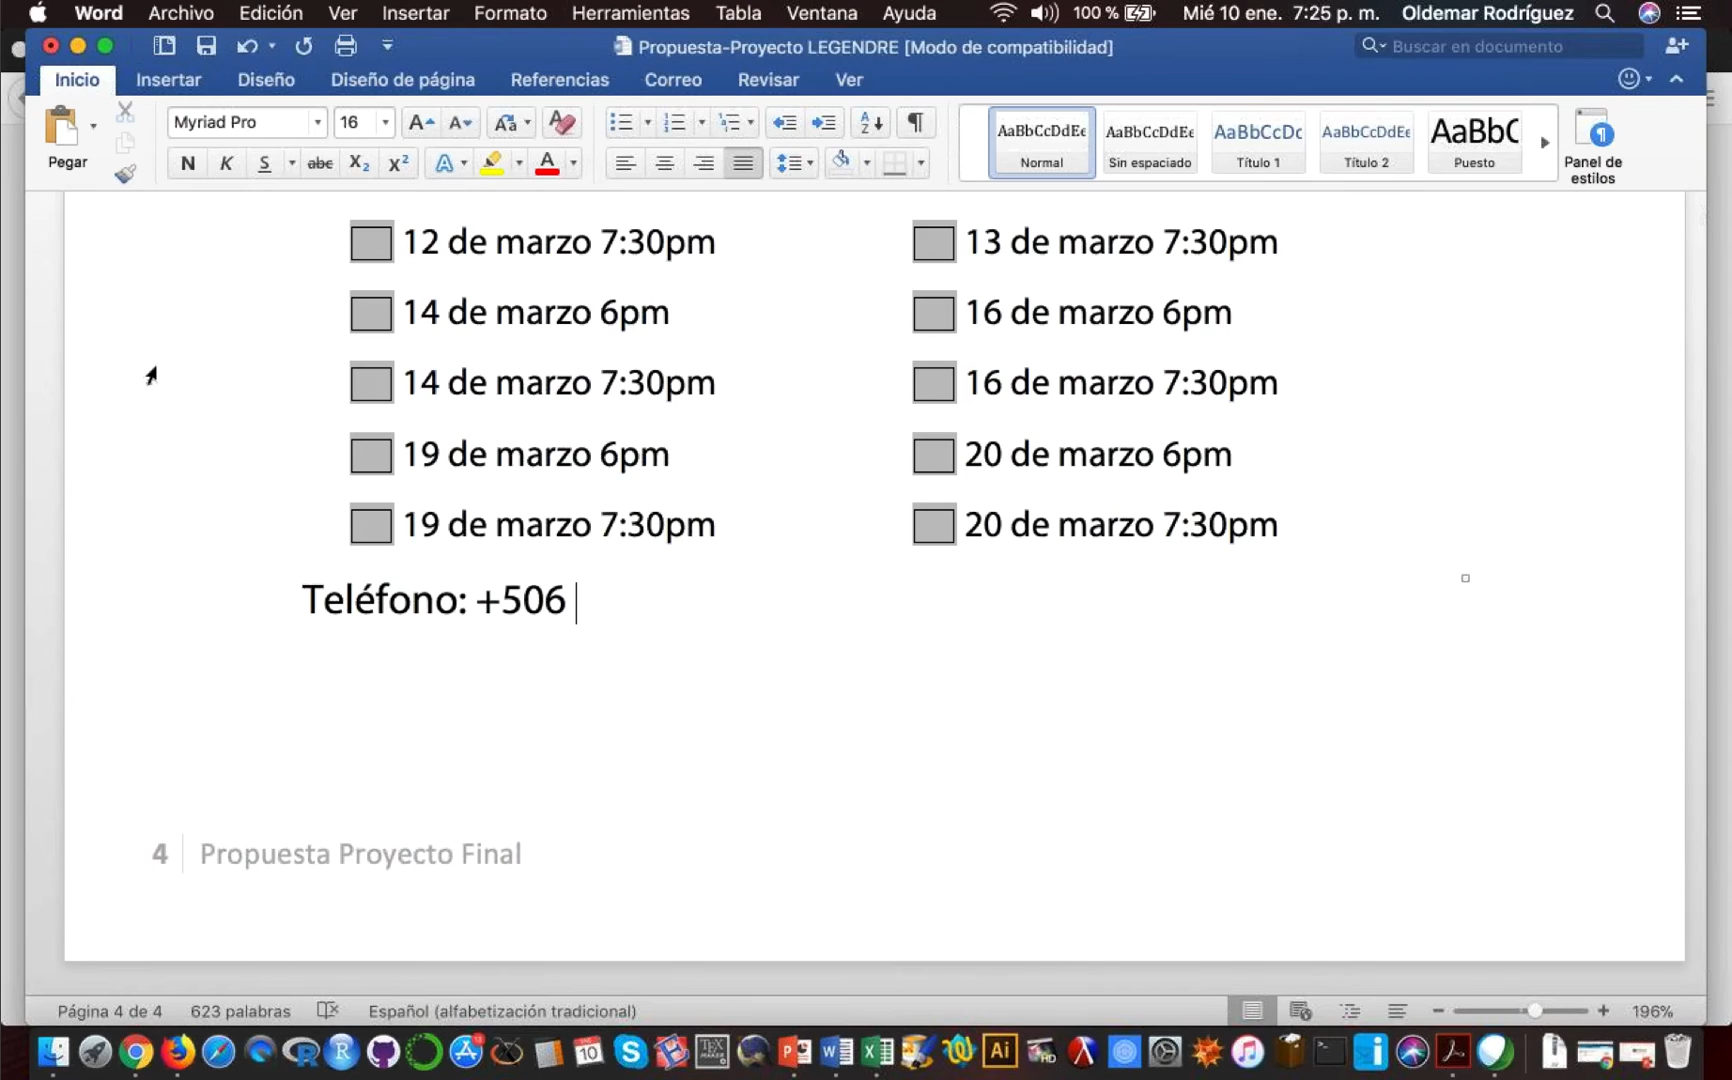 Word Archivo Edición Ver Insertar Formato Herramientas Tabla Ventana Ayuda 100 % Mié 10 ene. 7:25 p. m. Oldemar Rodríguez
Propuesta-Proyecto LEGENDRE [Modo de compatibilidad] Buscar en documento
Inicio Insertar Diseño Diseño de página Referencias Correo Revisar Ver
Myriad Pro 16
Pegar
N K S abc X2 X2 A A
AaBbCcDdEe AaBbCcDdEe AaBbCcDc AaBbCcDdEe AaBbC
Normal Sin espaciado Título 1 Título 2 Puesto
Panel de estilos
12 de marzo 7:30pm 13 de marzo 7:30pm
14 de marzo 6pm 16 de marzo 6pm
14 de marzo 7:30pm 16 de marzo 7:30pm
19 de marzo 6pm 20 de marzo 6pm
19 de marzo 7:30pm 20 de marzo 7:30pm
Teléfono: +506
4 Propuesta Proyecto Final
Página 4 de 4 623 palabras Español (alfabetización tradicional) 196%